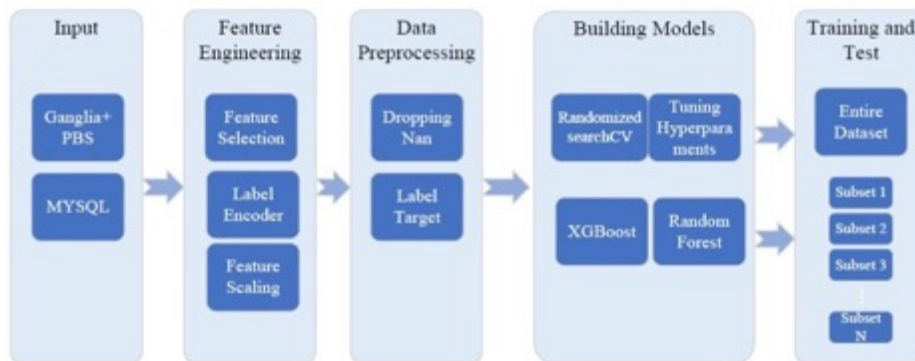 Input
Ganglia+
PBS
MYSQL
Feature
Engineering
Feature
Selection
Label
Encoder
Feature
Scaling
Data
Preprocessing
Dropping
Nan
Label
Target
Building Models
Randomized
searchCV
Tuning
Hyperpara
ments
XGBoost
Random
Forest
Training and
Test
Entire
Dataset
Subset 1
Subset 2
Subset 3
Subset
N